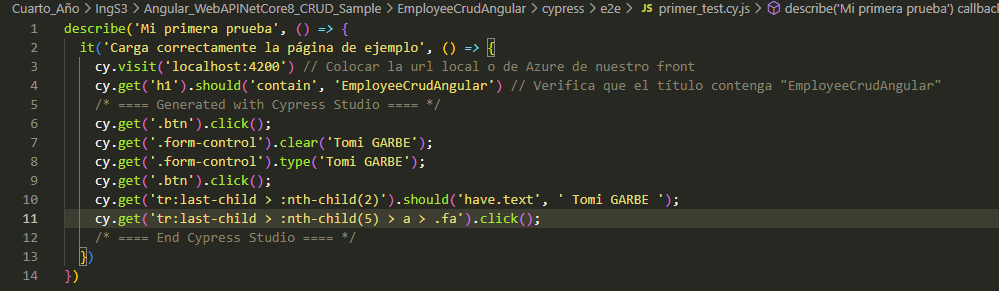 Cuarto_Año > IngS3 > Angular_WebAPINetCore8_CRUD_Sample > EmployeeCrudAngular > cypress > e2e > JS primer_test.cy.js > describe('Mi primera prueba') callback
1 describe('Mi primera prueba', () => {
2 it('Carga correctamente la página de ejemplo', () => {
3 cy.visit('localhost:4200') // Colocar la url local o de Azure de nuestro front
4 cy.get('h1').should('contain', 'EmployeeCrudAngular') // Verifica que el título contenga "EmployeeCrudAngular"
5 /* ==== Generated with Cypress Studio ==== */
6 cy.get('.btn').click();
7 cy.get('.form-control').clear('Tomi GARBE');
8 cy.get('.form-control').type('Tomi GARBE');
9 cy.get('.btn').click();
10 cy.get('tr:last-child > :nth-child(2)').should('have.text', ' Tomi GARBE ');
11 cy.get('tr:last-child > :nth-child(5) > a > .fa').click();
12 /* ==== End Cypress Studio ==== */
13 })
14 })